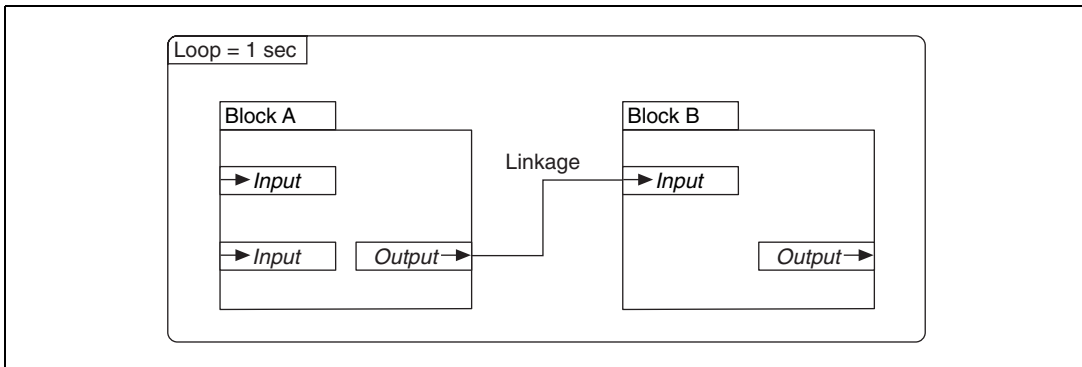 Loop = 1 sec
Block A
Block B
Linkage
Input
Input
Input
Output
Output